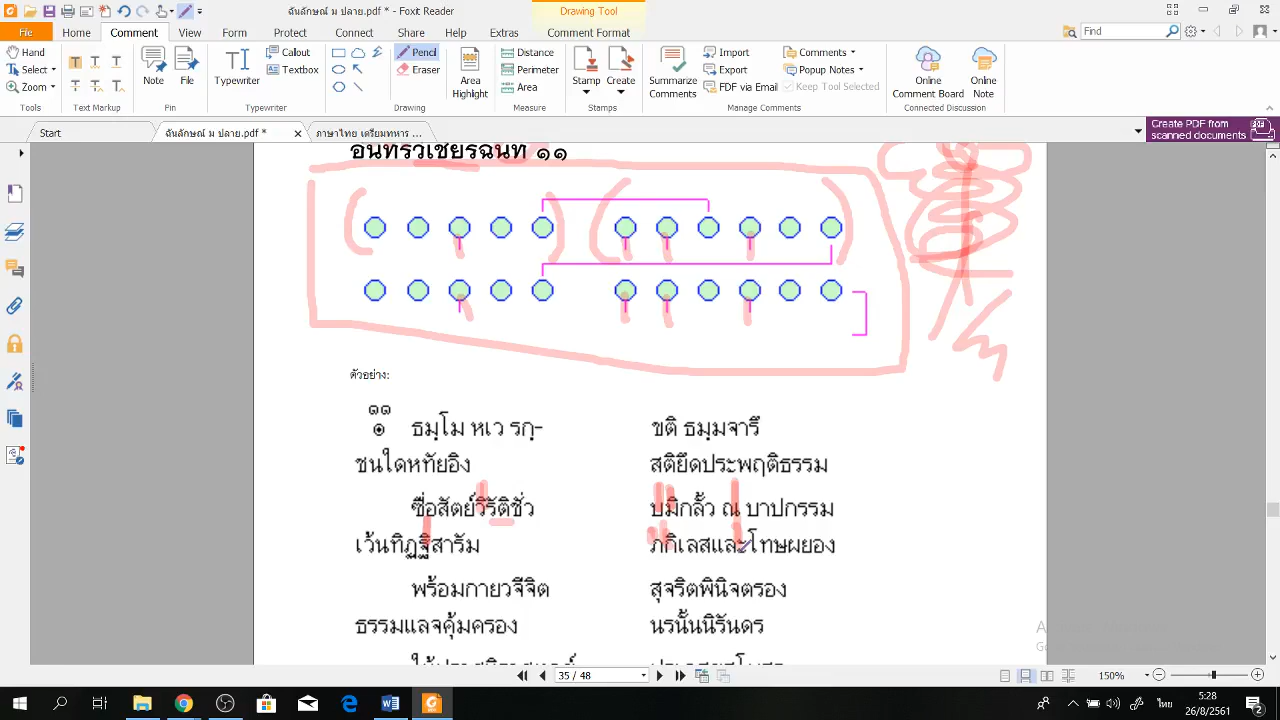 ฉันลักษณ์ ม ปลาย.pdf * - Foxit Reader
Drawing Tool
File Home Comment View Form Protect Connect Share Help Extras Comment Format
Find
Hand
Select
Zoom
Tools
Text Markup
Note
File
Pin
Typewriter
Callout
Textbox
Typewriter
Pencil
Eraser
Drawing
Area Highlight
Distance
Perimeter
Area
Measure
Stamp
Create
Stamps
Summarize Comments
Import
Export
FDF via Email
Comments
Popup Notes
Keep Tool Selected
Manage Comments
Online Comment Board
Online Note
Connected Discussion
Start
ฉันลักษณ์ ม ปลาย.pdf *
ภาษาไทย เตรียมทหาร ...
Create PDF from scanned documents
อินทรวิเชียรฉันท์ ๑๑
ตัวอย่าง:
๑๑
ธมฺโม หเว รกฺ- ขติ ธมฺมจารึ
ชนใดหทัยอิง สติยึดประพฤติธรรม
ซื่อสัตย์วิรัติชั่ว บมิกลั้ว ณ บาปกรรม
เว้นทิฏฐิสารัม ภกิเลสและโทษผยอง
พร้อมกายวจีจิต สุจริตพินิจตรอง
ธรรมแลจคุ้มครอง นรนั้นนิรันดร
35 / 48
150%
ไทย
5:28
26/8/2561
2